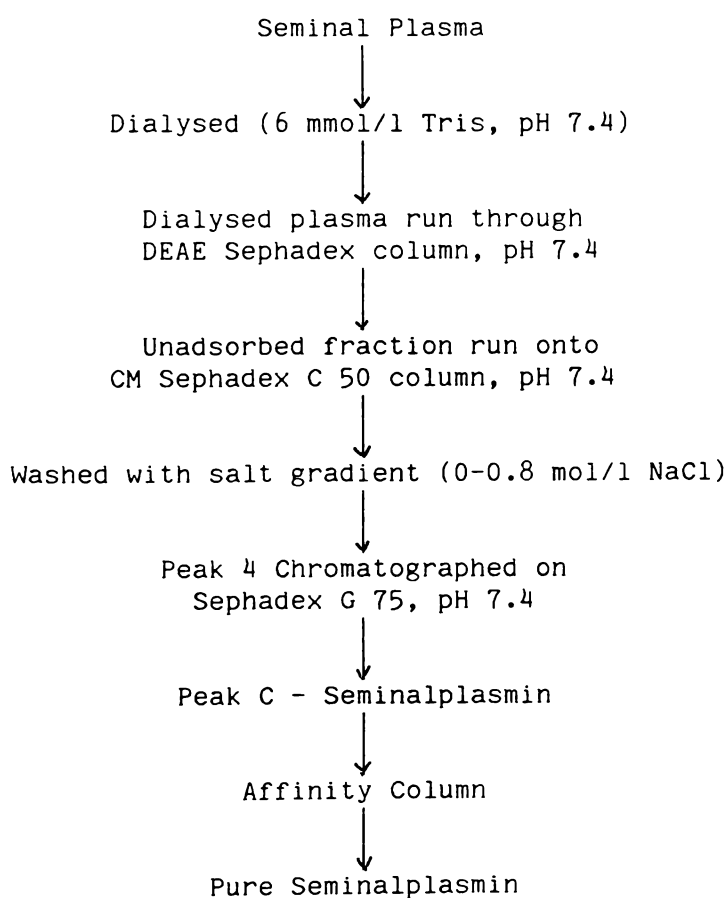 Seminal Plasma
Dialysed (6 mmol/l Tris, pH 7.4)
Dialysed plasma run through
DEAE Sephadex column, pH 7.4
Unadsorbed fraction run onto
CM Sephadex C 50 column, pH 7.4
Washed with salt gradient (0-0.8 mol/l NaCl)
Peak 4 Chromatographed on
Sephadex G 75, pH 7.4
Peak C - Seminalplasmin
Affinity Column
Pure Seminalplasmin